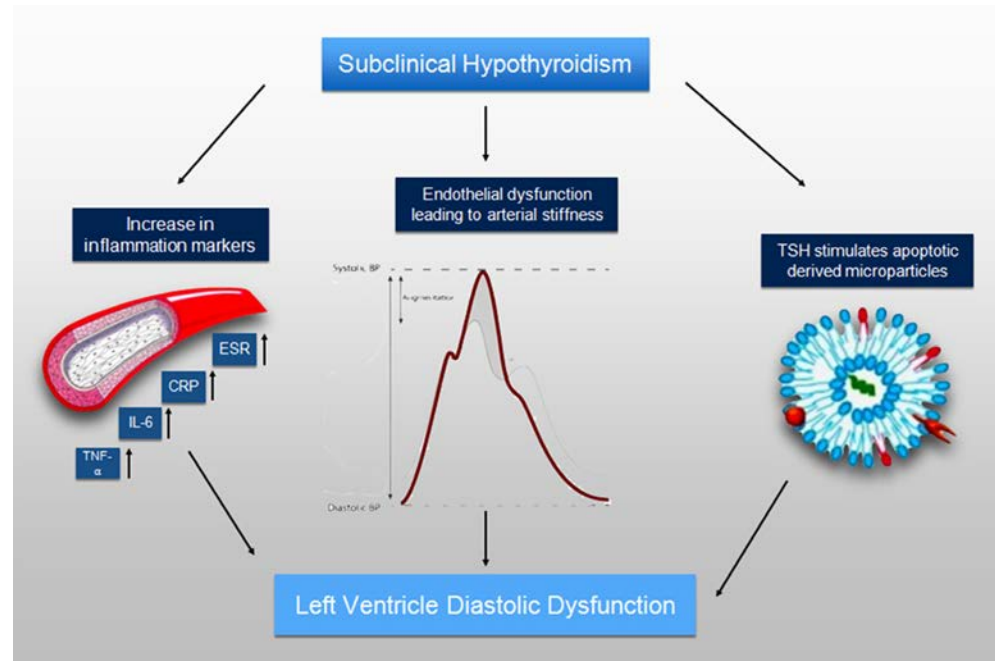 Subclinical Hypothyroidism
Increase in
inflammation markers
Endothelial dysfunction
leading to arterial stiffness
TSH stimulates apoptotic
derived microparticles
Systolic BP
Augmentation
ESR
CRP
IL-6
TNF-
α
Diastolic BP
Left Ventricle Diastolic Dysfunction